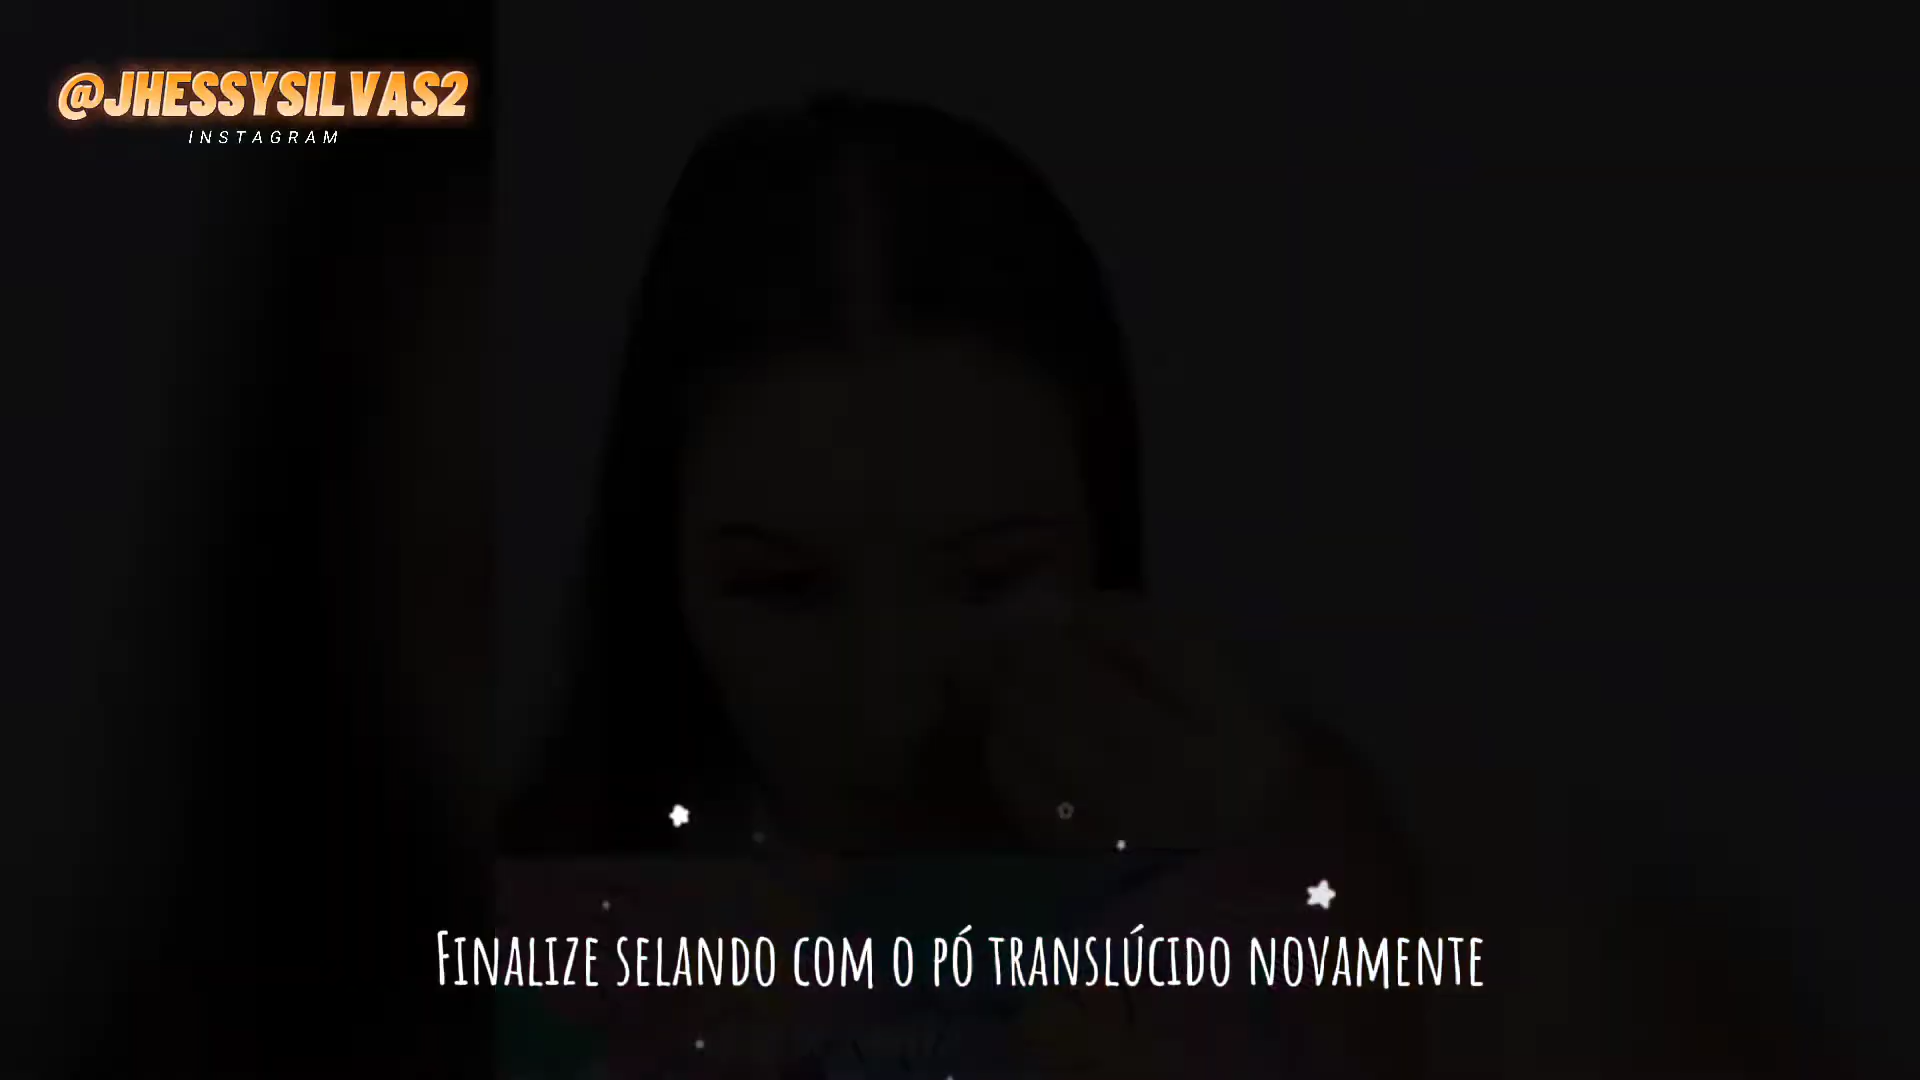 @JHESSYSILVAS2
INSTAGRAM
FINALIZE SELANDO COM O PÓ TRANSLÚCIDO NOVAMENTE